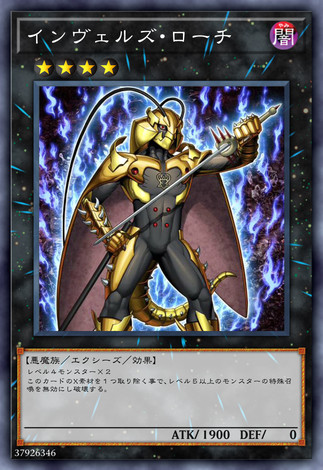 インヴェルズ・ローチ
闇
【悪魔族／エクシーズ／効果】
レベル４モンスター×２
このカードのX素材を１つ取り除く事で、レベル５以上のモンスターの特殊召
喚を無効にし破壊する。
ATK/ 1900 DEF/ 0
37926346